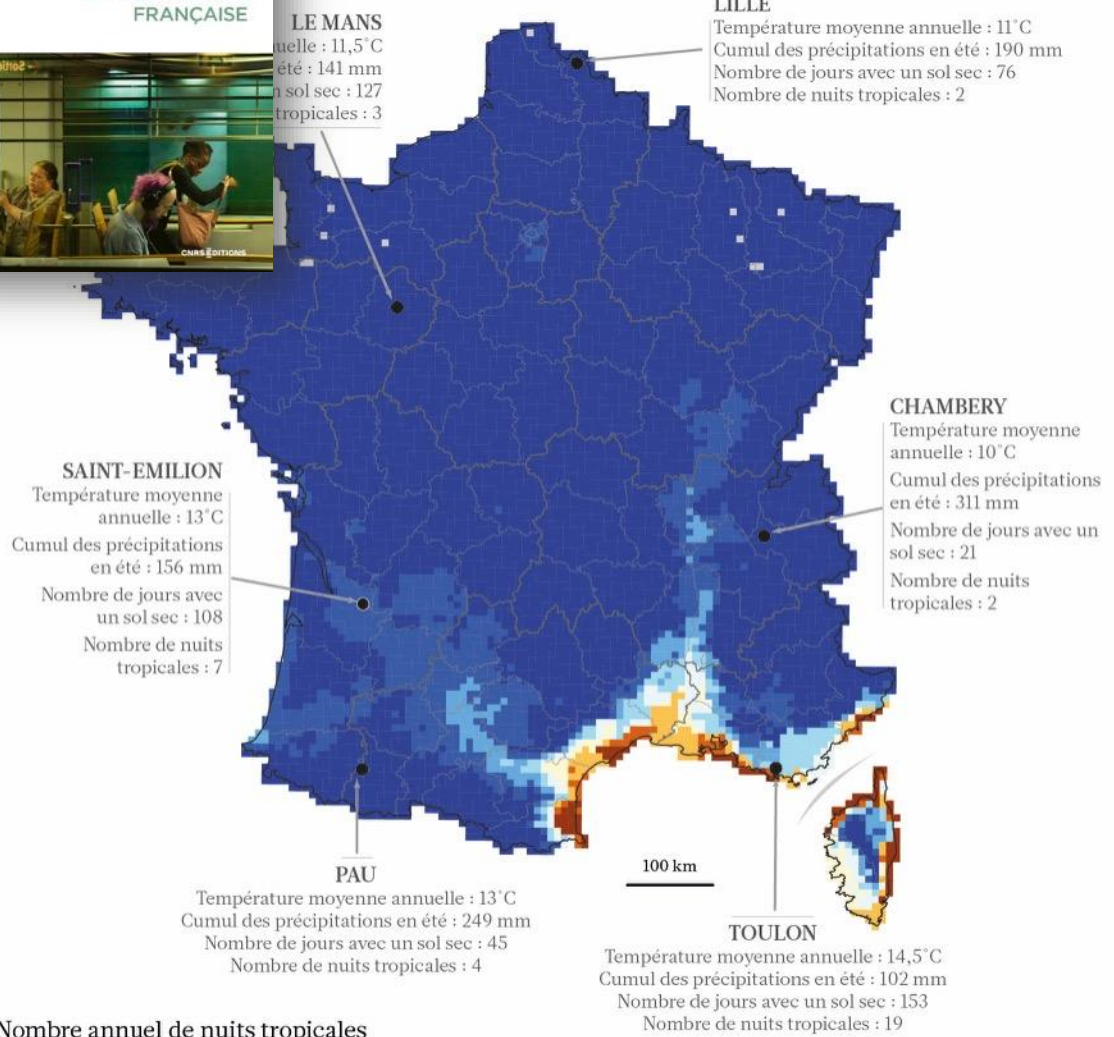 FRANÇAISE
CNRS ÉDITIONS
LE MANS
uelle : 11,5°C
été : 141 mm
sol sec : 127
tropicales : 3
LILLE
Température moyenne annuelle : 11°C
Cumul des précipitations en été : 190 mm
Nombre de jours avec un sol sec : 76
Nombre de nuits tropicales : 2
CHAMBERY
Température moyenne
annuelle : 10°C
Cumul des précipitations
en été : 311 mm
Nombre de jours avec un
sol sec : 21
Nombre de nuits
tropicales : 2
SAINT-EMILION
Température moyenne
annuelle : 13°C
Cumul des précipitations
en été : 156 mm
Nombre de jours avec
un sol sec : 108
Nombre de nuits
tropicales : 7
100 km
PAU
Température moyenne annuelle : 13°C
Cumul des précipitations en été : 249 mm
Nombre de jours avec un sol sec : 45
Nombre de nuits tropicales : 4
TOULON
Température moyenne annuelle : 14,5°C
Cumul des précipitations en été : 102 mm
Nombre de jours avec un sol sec : 153
Nombre de nuits tropicales : 19
Nombre annuel de nuits tropicales